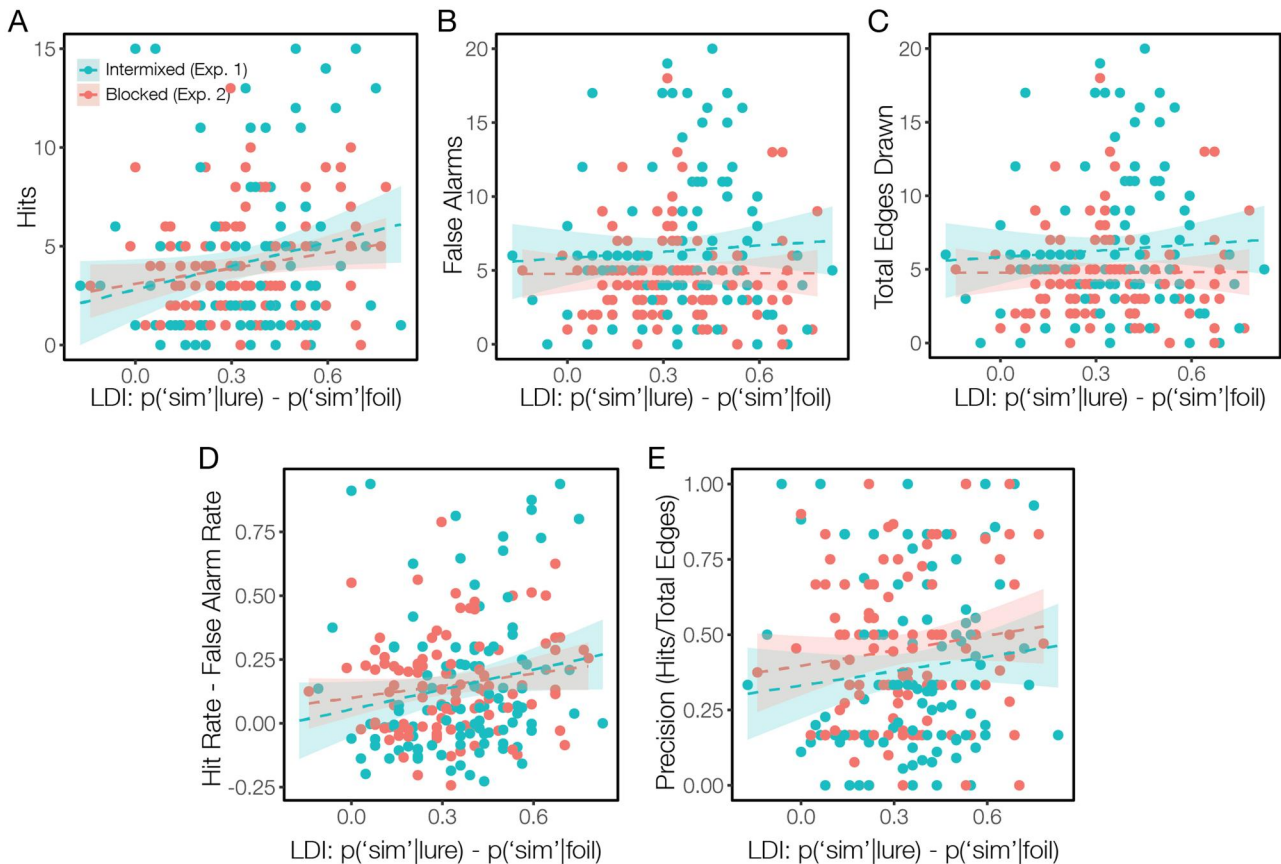 A
Hits
15
10
5
0
Intermixed (Exp. 1)
Blocked (Exp. 2)
0.0 0.3 0.6
LDI: p(‘sim’|lure) - p(‘sim’|foil)
B
False Alarms
20
15
10
5
0
0.0 0.3 0.6
LDI: p(‘sim’|lure) - p(‘sim’|foil)
C
Total Edges Drawn
20
15
10
5
0
0.0 0.3 0.6
LDI: p(‘sim’|lure) - p(‘sim’|foil)
D
Hit Rate - False Alarm Rate
0.75
0.50
0.25
0.00
-0.25
0.0 0.3 0.6
LDI: p(‘sim’|lure) - p(‘sim’|foil)
E
Precision (Hits/Total Edges)
1.00
0.75
0.50
0.25
0.00
0.0 0.3 0.6
LDI: p(‘sim’|lure) - p(‘sim’|foil)